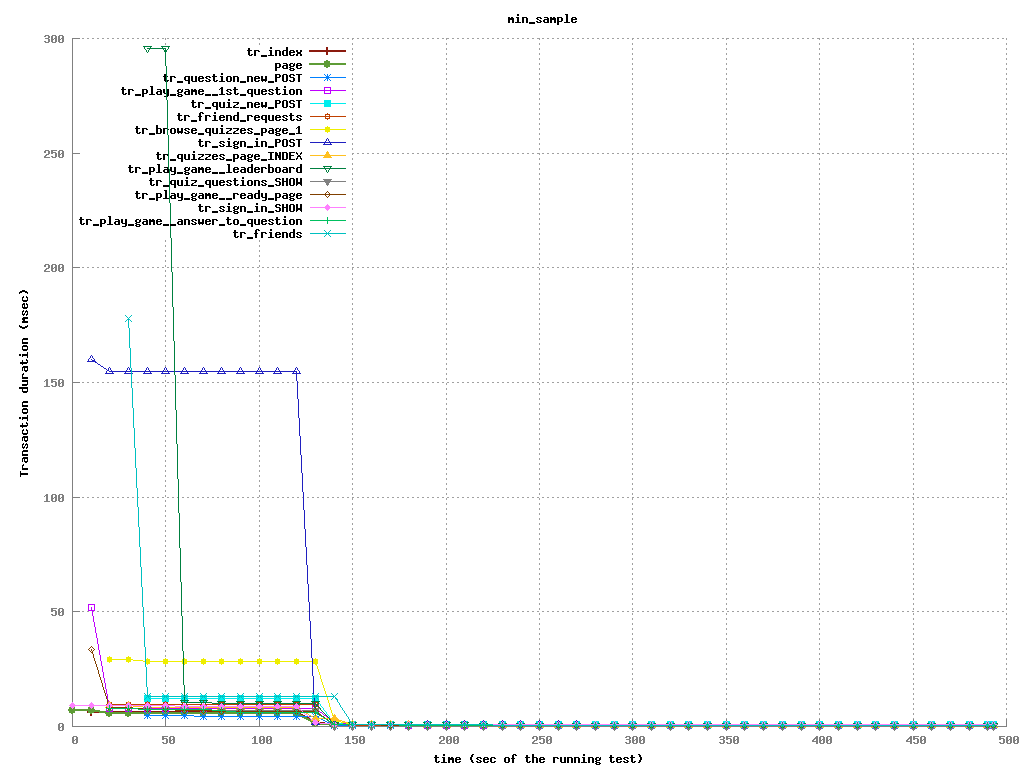 min_sample
300
250
200
150
100
50
0
Transaction duration (msec)
tr_index
page
tr_question_new_POST
tr_play_game__1st_question
tr_quiz_new_POST
tr_friend_requests
tr_browse_quizzes_page_1
tr_sign_in_POST
tr_quizzes_page_INDEX
tr_play_game__leaderboard
tr_quiz_questions_SHOW
tr_play_game__ready_page
tr_sign_in_SHOW
tr_play_game__answer_to_question
tr_friends
0 50 100 150 200 250 300 350 400 450 500
time (sec of the running test)